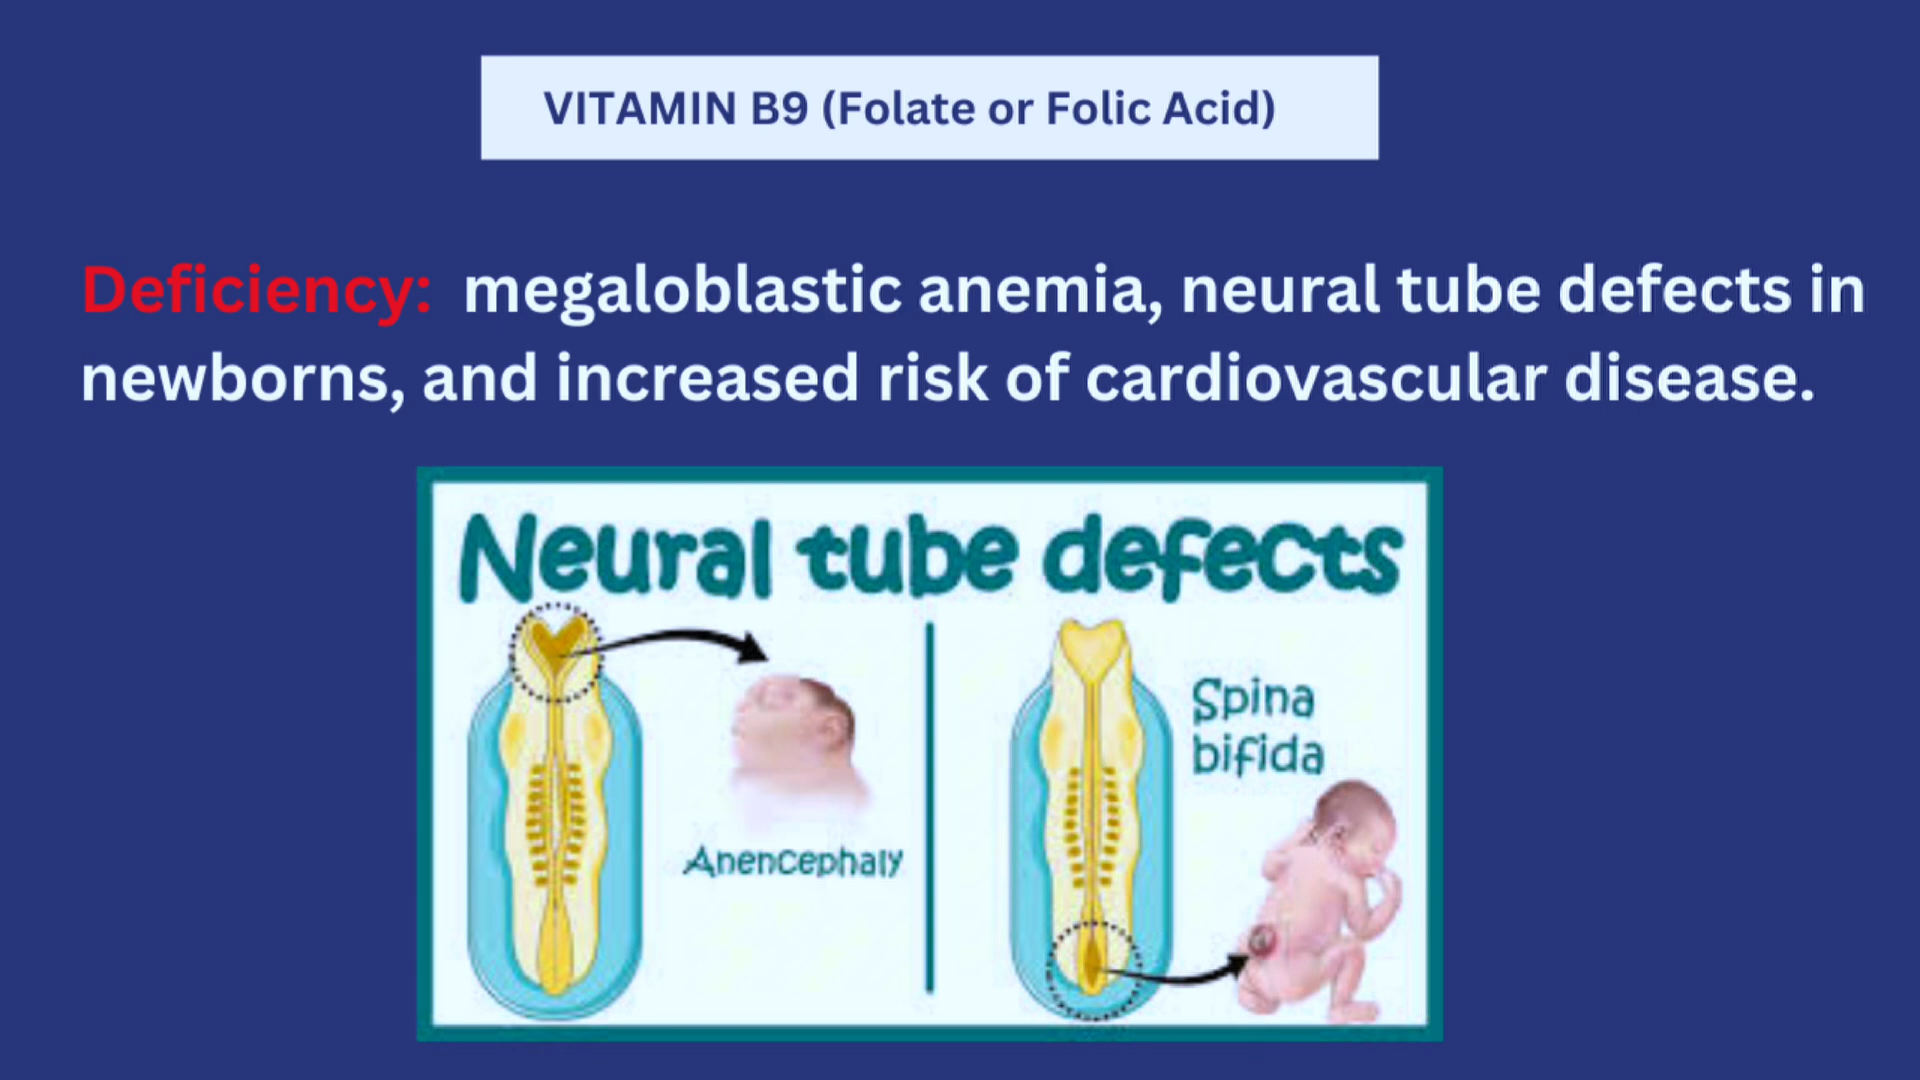 VITAMIN B9 (Folate or Folic Acid)
Deficiency: megaloblastic anemia, neural tube defects in
newborns, and increased risk of cardiovascular disease.
Neural tube defects
Anencephaly
Spina
bifida